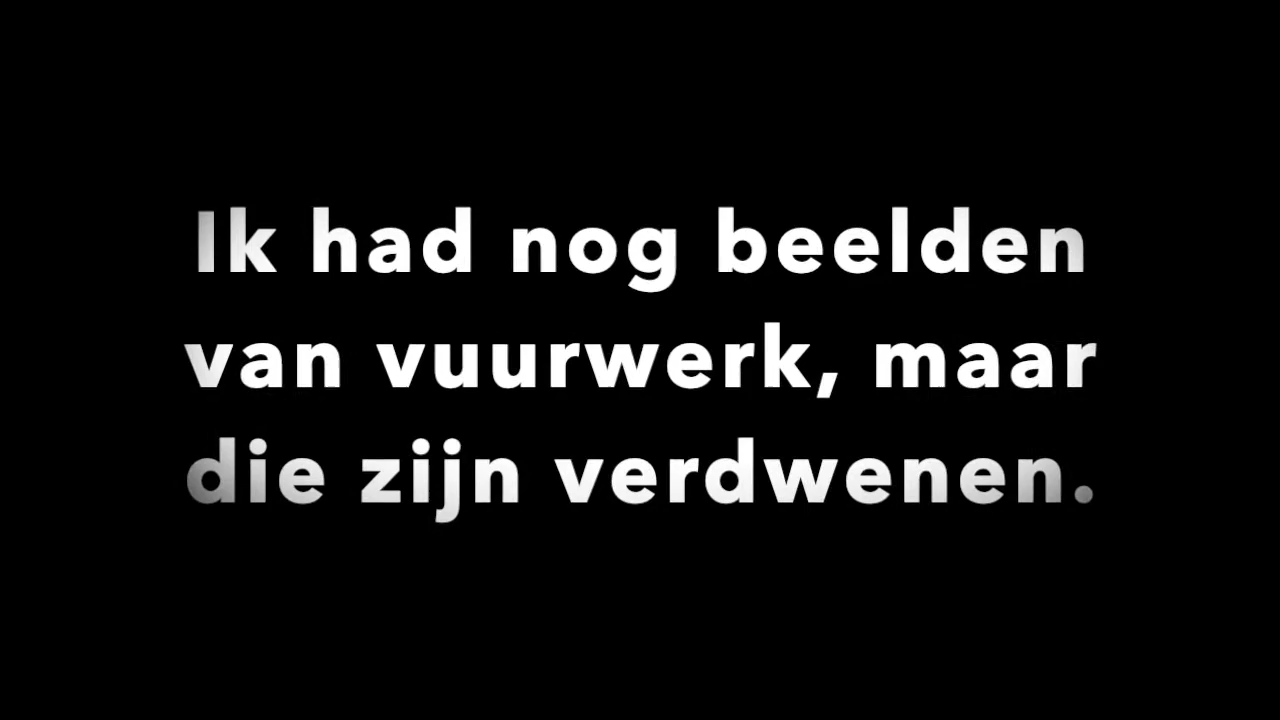 Ik had nog beelden
van vuurwerk, maar
die zijn verdwenen.